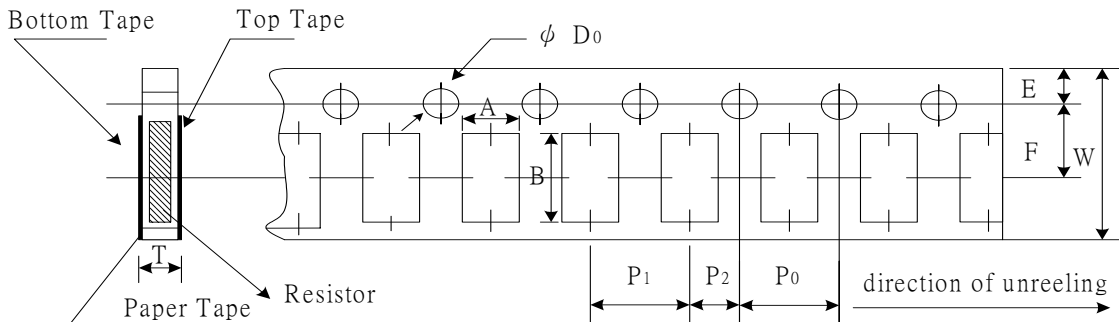 Bottom Tape
Top Tape
ψ D0
A
B
E
F
W
T
P1
P2
P0
direction of unreeling
Resistor
Paper Tape